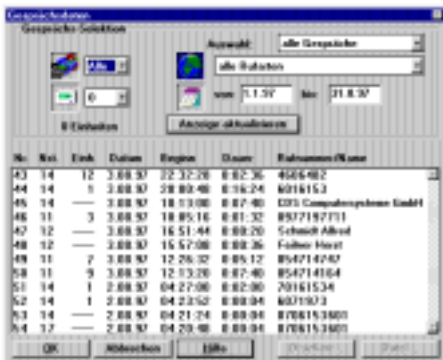 Gesprächsdaten
Gesprächs-Selektion
Auswahl: alle Gespräche
Alle alle Rufarten
0 von: 1.1.97 bis: 31.8.97
0 Einheiten Anzeige aktualisieren
Nr. Nst. Einh. Datum Beginn Dauer Rufnummer/Name
43 14 12 3.08.97 22:32:28 0:02:36 4606402
44 14 1 3.08.97 20:00:48 0:16:24 6016153
45 14 ---- 3.08.97 18:13:00 0:07:40 CDS Computersysteme GmbH
46 11 3 3.08.97 18:05:16 0:01:32 0977197711
47 12 ---- 3.08.97 16:51:44 0:00:20 Schmidt Alfred
48 12 ---- 3.08.97 15:57:08 0:00:36 Horst
49 11 7 3.08.97 12:26:32 0:05:12 054714747
50 11 9 3.08.97 12:13:20 0:07:40 054714164
51 14 1 2.08.97 04:27:00 0:02:00 70161534
52 14 1 2.08.97 04:23:52 0:00:04 6071973
53 14 ---- 2.08.97 04:21:24 0:00:04 0706153601
54 12 ---- 2.08.97 04:20:48 0:00:04 0706153601
OK Abbrechen Hilfe